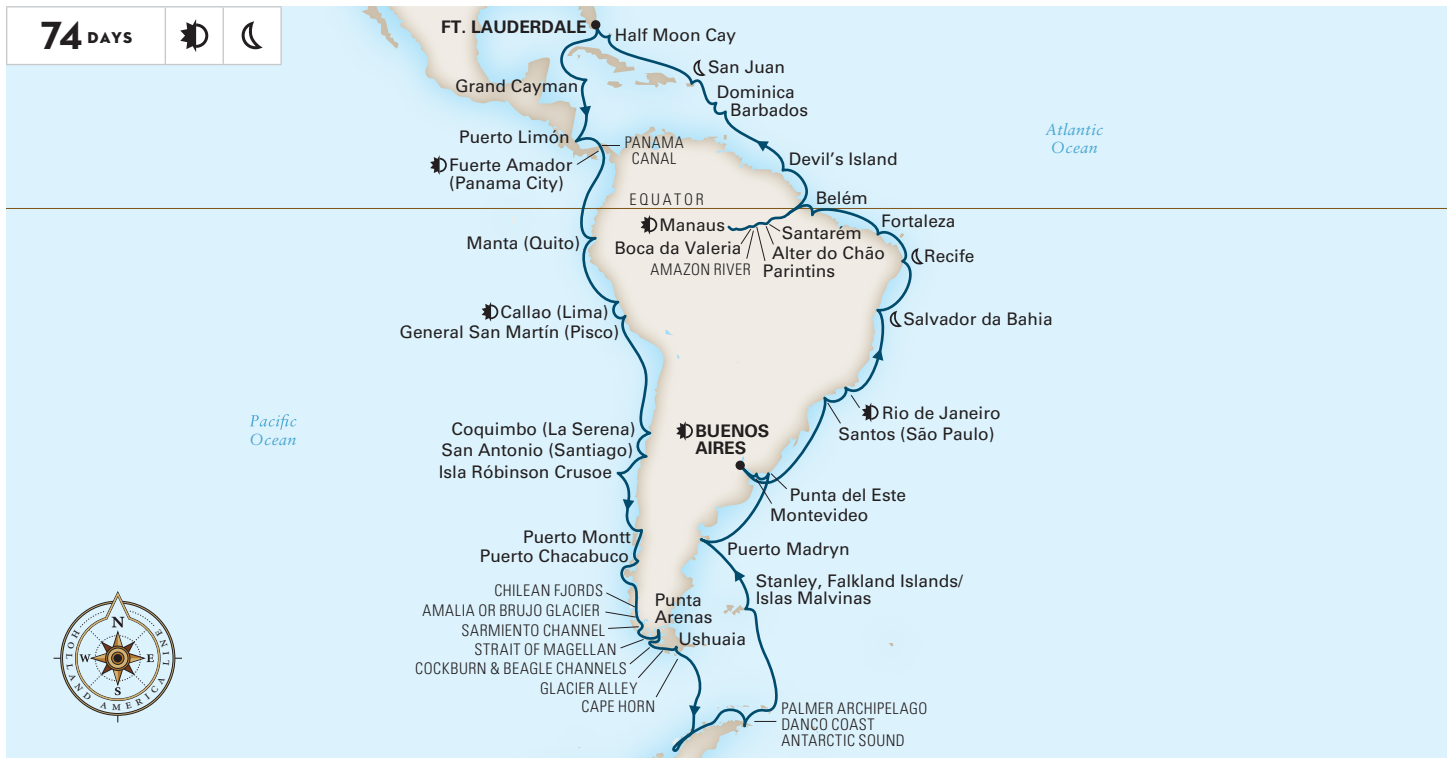 74 DAYS
FT. LAUDERDALE
Half Moon Cay
San Juan
Grand Cayman
Dominica
Barbados
Atlantic
Ocean
Puerto Limón
PANAMA
CANAL
Fuerte Amador
(Panama City)
Devil's Island
EQUATOR
Belém
Manaus
Santarém
Fortaleza
Manta (Quito)
Boca da Valeria
Alter do Chão
Recife
AMAZON RIVER
Parintins
Callao (Lima)
Salvador da Bahia
General San Martín (Pisco)
Pacific
Ocean
Rio de Janeiro
Coquimbo (La Serena)
BUENOS
AIRES
Santos (São Paulo)
San Antonio (Santiago)
Isla Róbinson Crusoe
Punta del Este
Montevideo
Puerto Montt
Puerto Chacabuco
Puerto Madryn
Stanley, Falkland Islands/
Islas Malvinas
CHILEAN FJORDS
AMALIA OR BRUJO GLACIER
Punta
Arenas
SARMIENTO CHANNEL
Ushuaia
STRAIT OF MAGELLAN
COCKBURN & BEAGLE CHANNELS
GLACIER ALLEY
CAPE HORN
PALMER ARCHIPELAGO
DANCO COAST
ANTARCTIC SOUND
N
W
E
S
HOLLAND AMERICA LINE